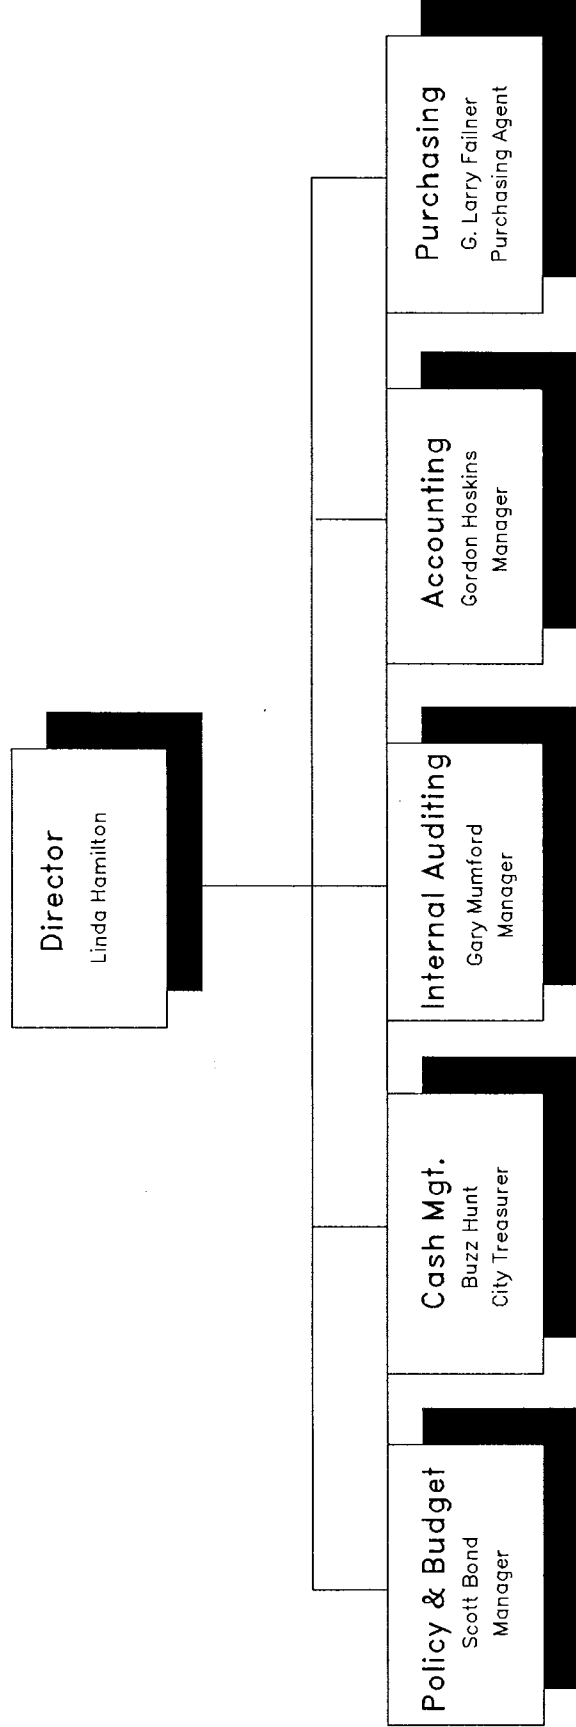 Director
Linda Hamilton
Policy & Budget
Scott Bond
Manager
Cash Mgt.
Buzz Hunt
City Treasurer
Internal Auditing
Gary Mumford
Manager
Accounting
Gordon Hoskins
Manager
Purchasing
G. Larry Failner
Purchasing Agent